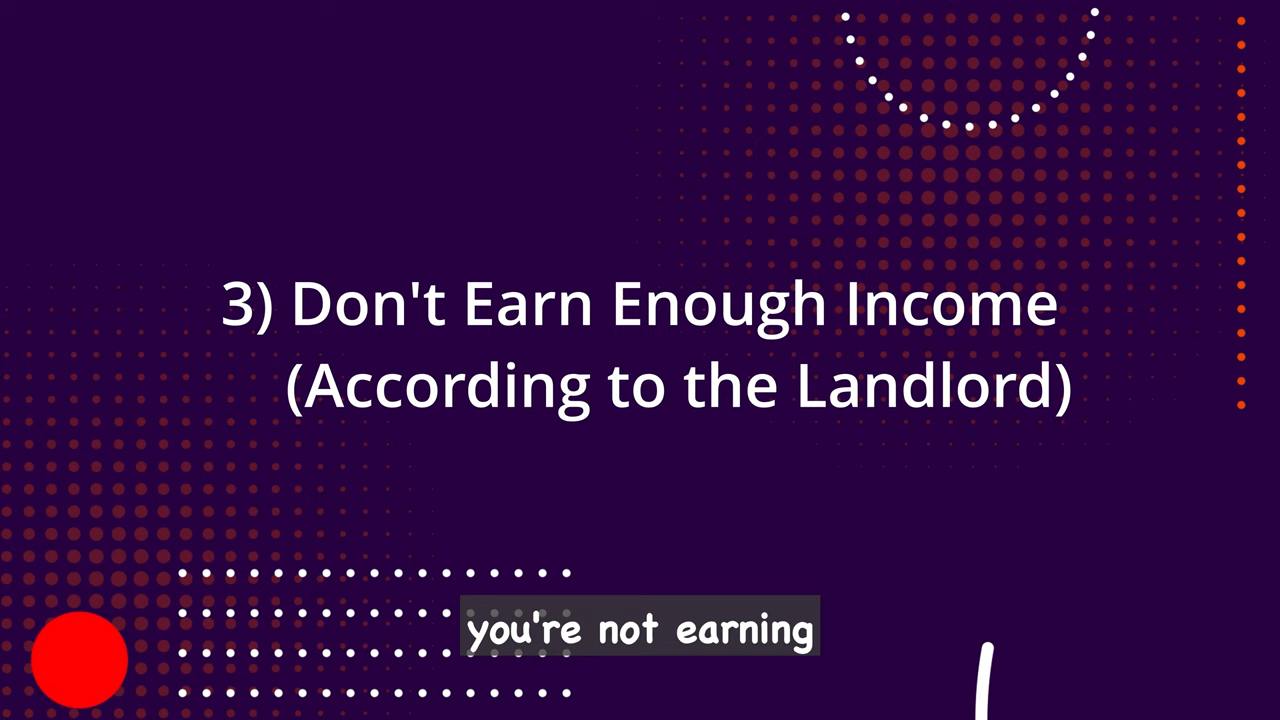 3) Don't Earn Enough Income
(According to the Landlord)
you're not earning